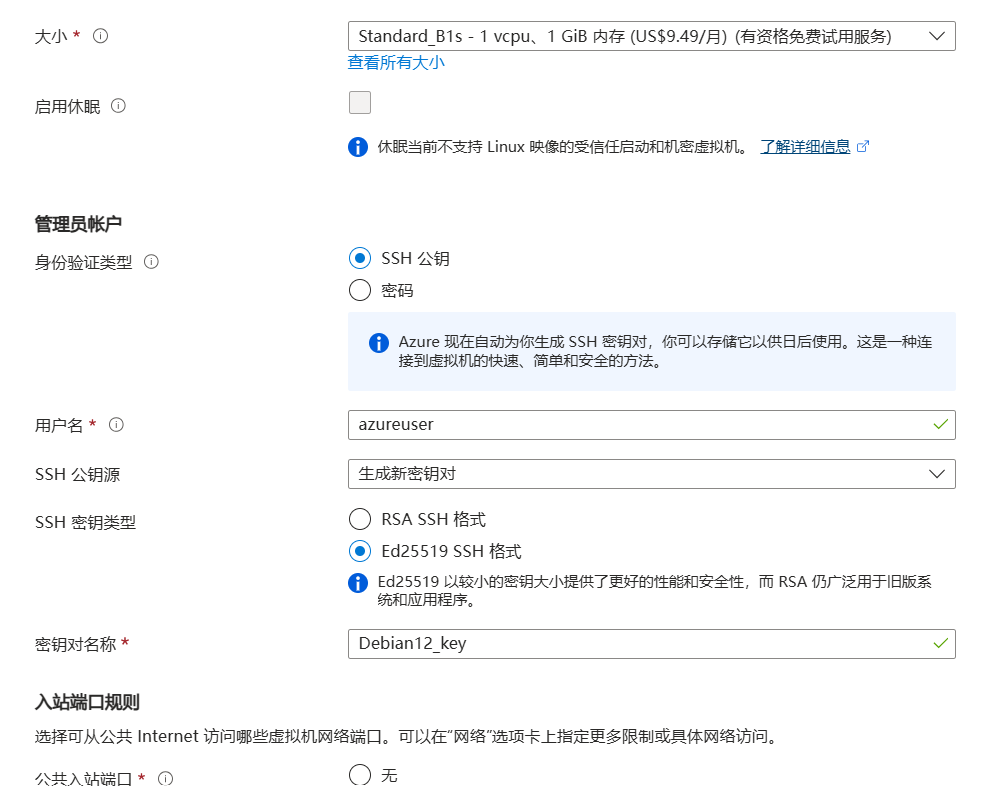 大小 *
Standard_B1s - 1 vcpu、1 GiB 内存 (US$9.49/月) (有资格免费试用服务)
查看所有大小
启用休眠
休眠当前不支持 Linux 映像的受信任启动和机密虚拟机。 了解详细信息
管理员帐户
身份验证类型
SSH 公钥
密码
Azure 现在自动为你生成 SSH 密钥对，你可以存储它以供日后使用。这是一种连
接到虚拟机的快速、简单和安全的方法。
用户名 *
azureuser
SSH 公钥源
生成新密钥对
SSH 密钥类型
RSA SSH 格式
Ed25519 SSH 格式
Ed25519 以较小的密钥大小提供了更好的性能和安全性，而 RSA 仍广泛用于旧版系
统和应用程序。
密钥对名称 *
Debian12_key
入站端口规则
选择可从公共 Internet 访问哪些虚拟机网络端口。可以在“网络”选项卡上指定更多限制或具体网络访问。
公共入站端口 *
无